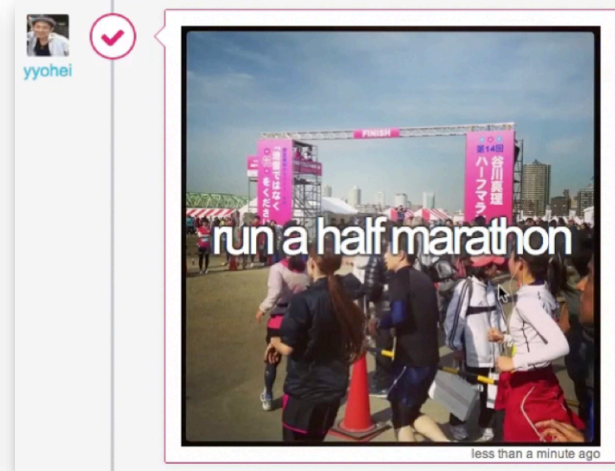 yyohei
FINISH
第14回
谷川真理
ハーフマラ
run a half marathon
less than a minute ago